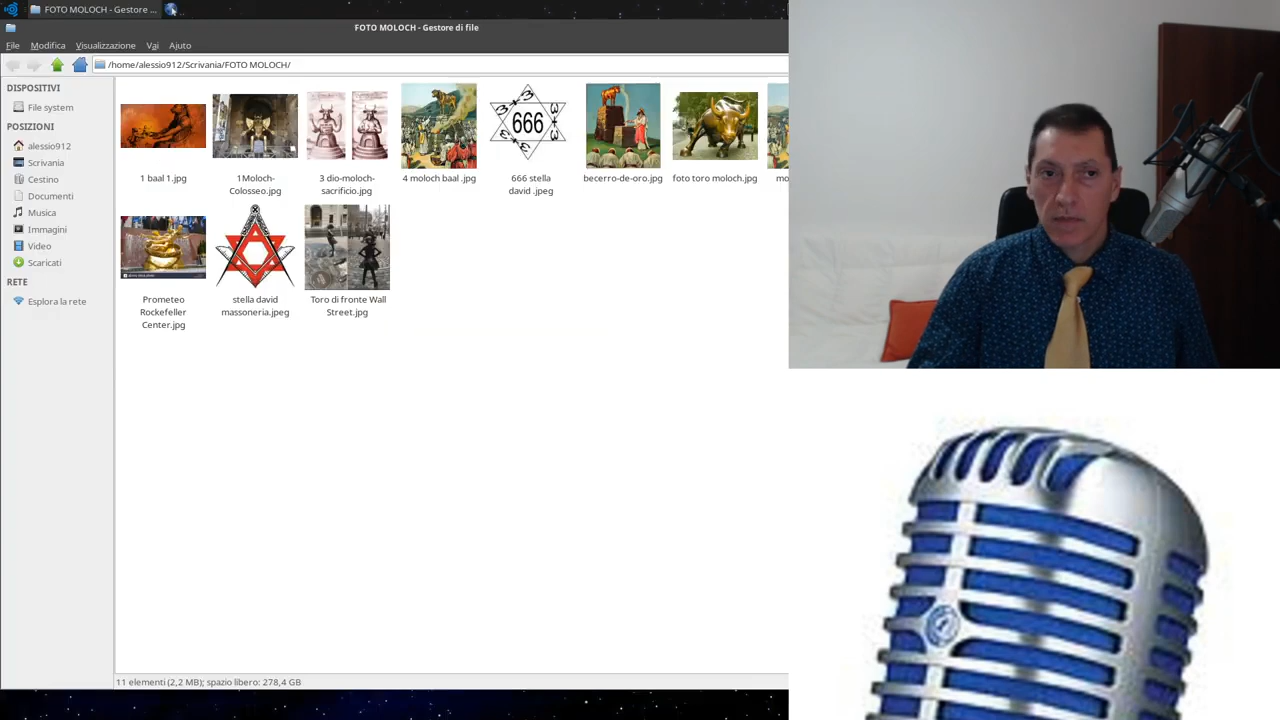 FOTO MOLOCH - Gestore ...
FOTO MOLOCH - Gestore di file
File Modifica Visualizzazione Vai Aiuto
/home/alessio912/Scrivania/FOTO MOLOCH/
DISPOSITIVI
File system
POSIZIONI
alessio912
Scrivania
Cestino
Documenti
Musica
Immagini
Video
Scaricati
RETE
Esplora la rete
666
1 baal 1.jpg
1Moloch-
Colosseo.jpg
3 dio-moloch-
sacrificio.jpg
4 moloch baal .jpg
666 stella
david .jpeg
becerro-de-oro.jpg
foto toro moloch.jpg
mo
Prometeo
Rockefeller
Center.jpg
stella david
massoneria.jpeg
Toro di fronte Wall
Street.jpg
11 elementi (2,2 MB); spazio libero: 278,4 GB